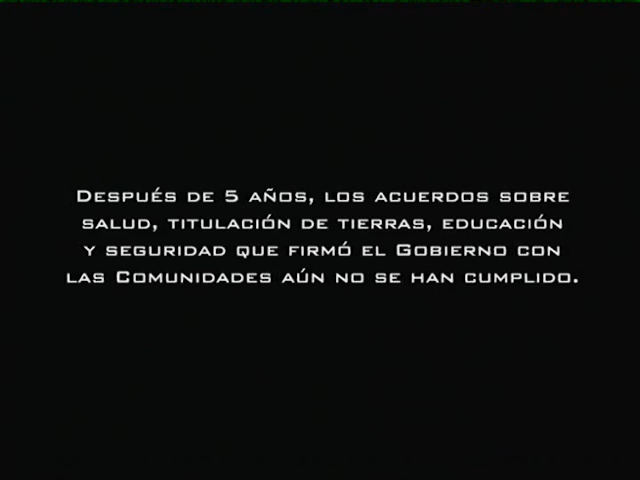 Después de 5 años, los acuerdos sobre
salud, titulación de tierras, educación
y seguridad que firmó el Gobierno con
las Comunidades aún no se han cumplido.